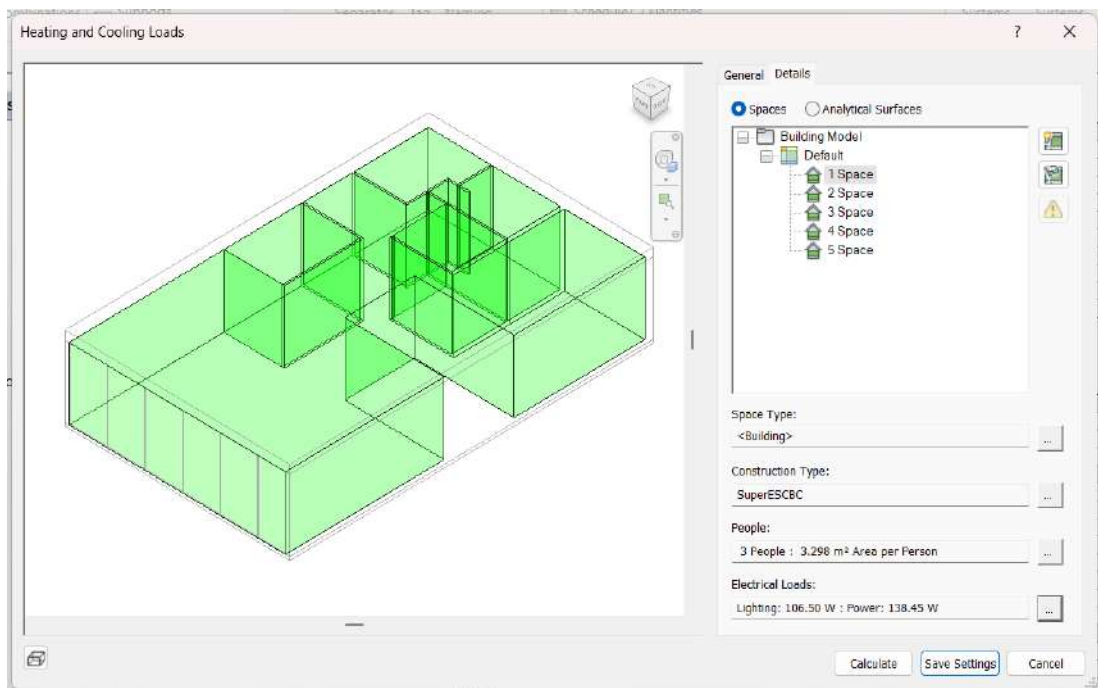 Heating and Cooling Loads ? X
General Details
Spaces Analytical Surfaces
Building Model
Default
1 Space
2 Space
3 Space
4 Space
5 Space
Space Type:
<Building> ...
Construction Type:
SuperESCBC ...
People:
3 People : 3.298 m² Area per Person ...
Electrical Loads:
Lighting: 106.50 W : Power: 138.45 W ...
Calculate Save Settings Cancel